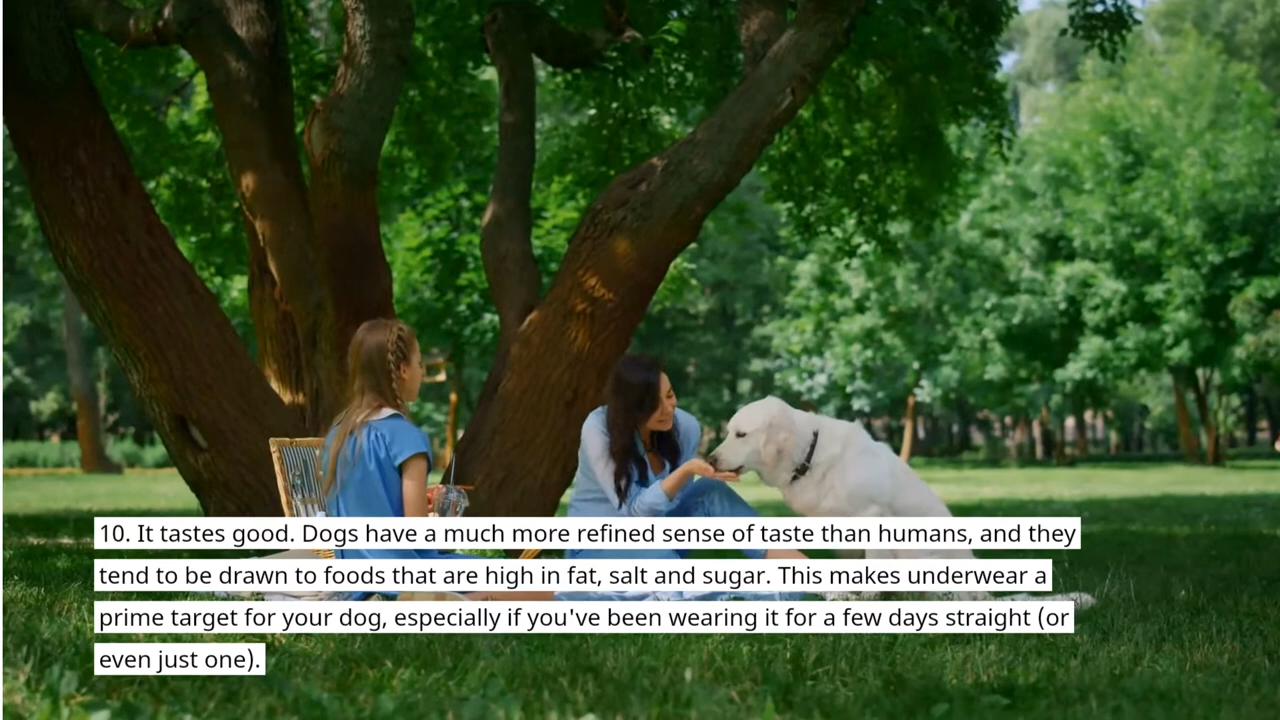 10. It tastes good. Dogs have a much more refined sense of taste than humans, and they
tend to be drawn to foods that are high in fat, salt and sugar. This makes underwear a
prime target for your dog, especially if you've been wearing it for a few days straight (or
even just one).